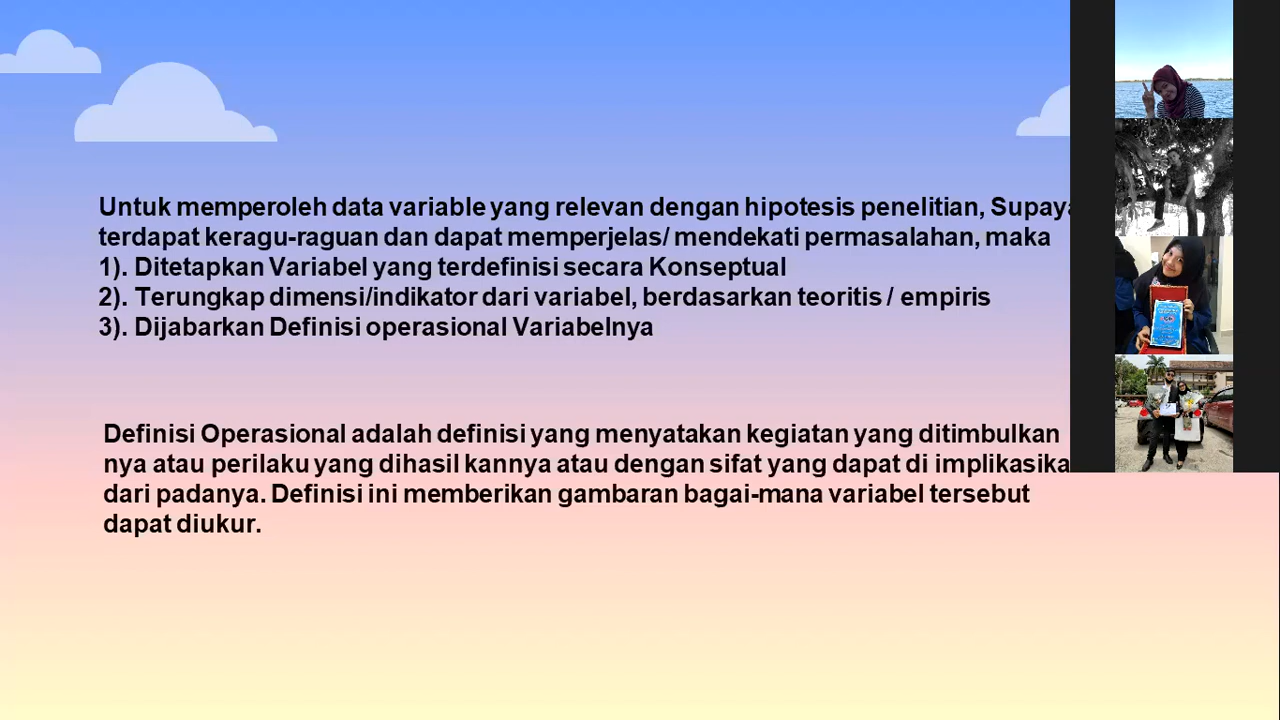 Untuk memperoleh data variable yang relevan dengan hipotesis penelitian, Supaya
terdapat keragu-raguan dan dapat memperjelas/ mendekati permasalahan, maka
1). Ditetapkan Variabel yang terdefinisi secara Konseptual
2). Terungkap dimensi/indikator dari variabel, berdasarkan teoritis / empiris
3). Dijabarkan Definisi operasional Variabelnya
Definisi Operasional adalah definisi yang menyatakan kegiatan yang ditimbulkan
nya atau perilaku yang dihasil kannya atau dengan sifat yang dapat di implikasika
dari padanya. Definisi ini memberikan gambaran bagai-mana variabel tersebut
dapat diukur.